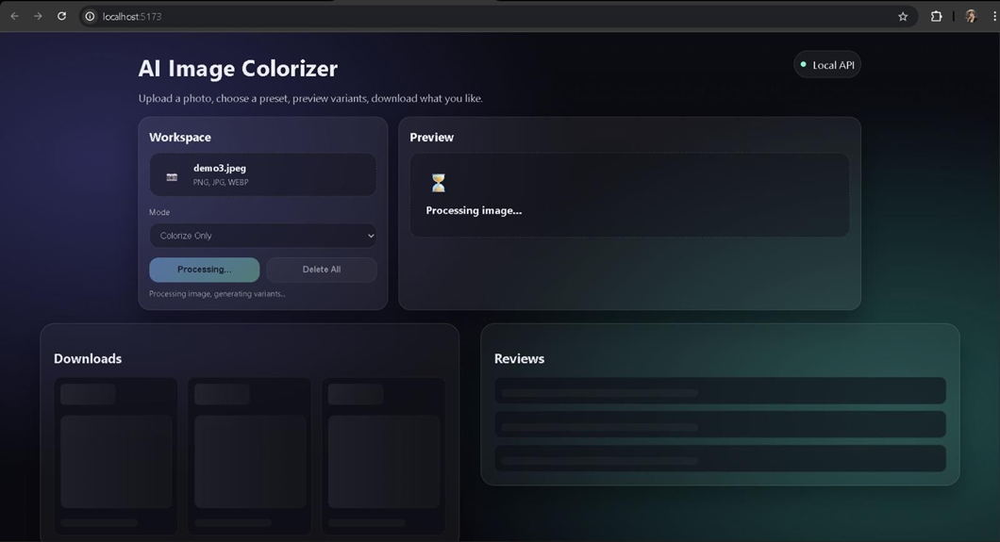 localhost:5173
AI Image Colorizer
Local API
Upload a photo, choose a preset, preview variants, download what you like.
Workspace
demo3.jpeg
PNG, JPG, WEBP
Mode
Colorize Only
Processing...
Delete All
Processing image, generating variants...
Preview
Processing image...
Downloads
Reviews